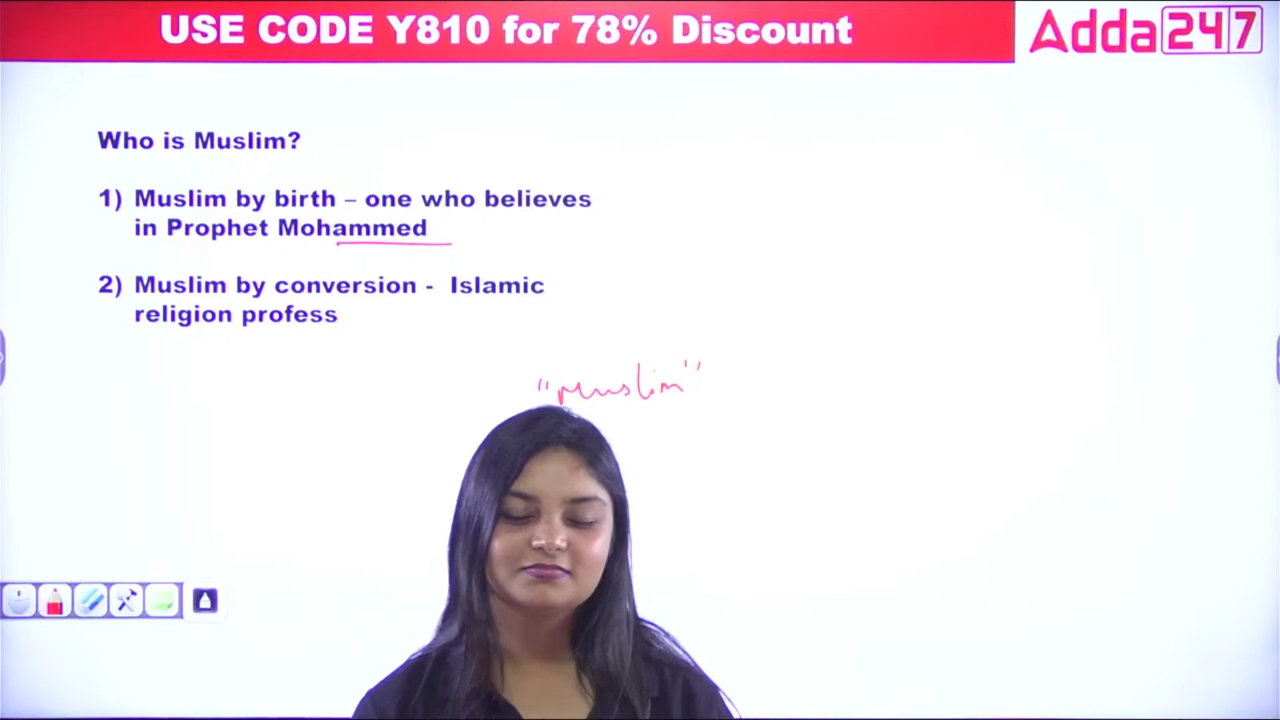 USE CODE Y810 for 78% Discount
Adda247
Who is Muslim?
1) Muslim by birth – one who believes
in Prophet Mohammed
2) Muslim by conversion - Islamic
religion profess
"Muslim"